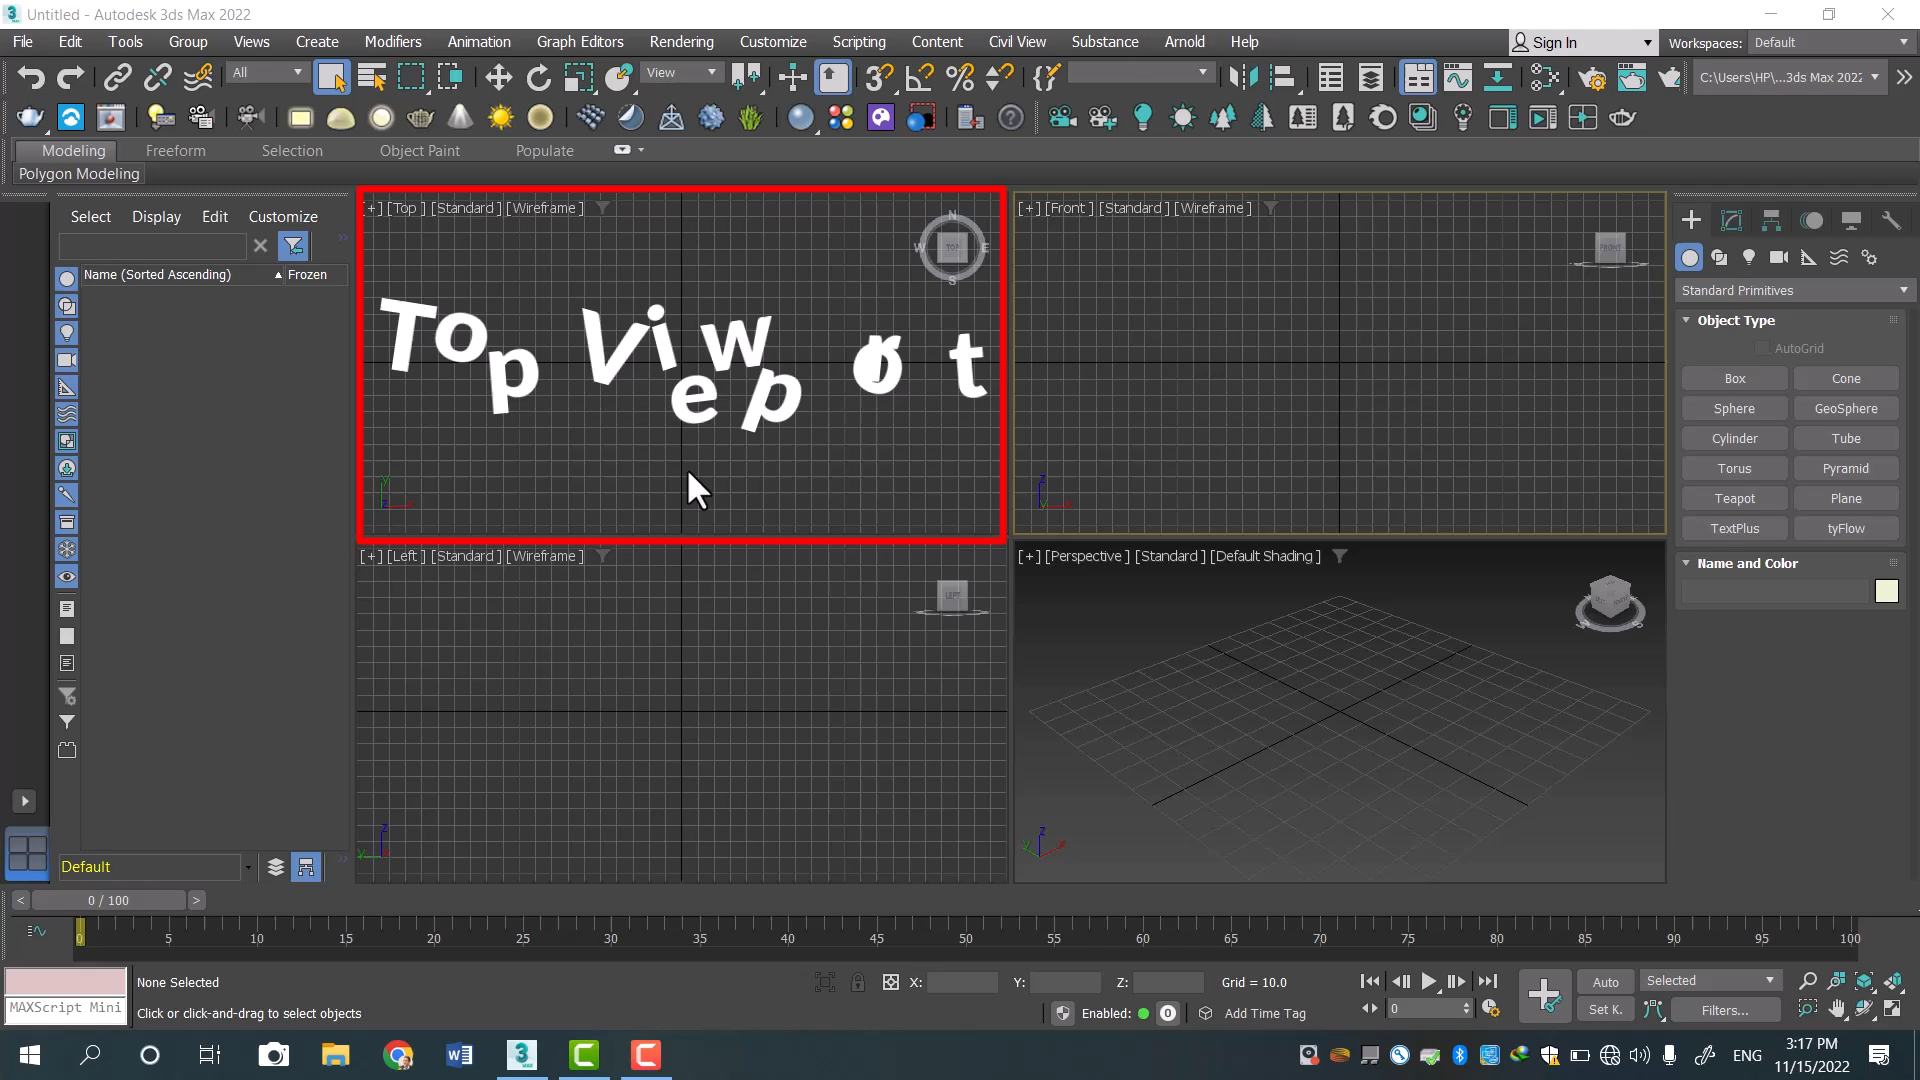 Untitled - Autodesk 3ds Max 2022
File Edit Tools Group Views Create Modifiers Animation Graph Editors Rendering Customize Scripting Content Civil View Substance Arnold Help
Sign In
Workspaces: Default
All
View
C:\Users\HP\...3ds Max 2022
Modeling Freeform Selection Object Paint Populate
Polygon Modeling
Select Display Edit Customize
Name (Sorted Ascending) Frozen
Default
[+] [Top ] [Standard ] [Wireframe ]
N
W TOP E
S
Top View
[+] [Front ] [Standard ] [Wireframe ]
FRONT
y
z x
z
y x
[+] [Left ] [Standard ] [Wireframe ]
LEFT
z
y x
[+] [Perspective ] [Standard ] [Default Shading ]
z
y x
Standard Primitives
Object Type
AutoGrid
Box Cone
Sphere GeoSphere
Cylinder Tube
Torus Pyramid
Teapot Plane
TextPlus tyFlow
Name and Color
< 0 / 100 >
0 5 10 15 20 25 30 35 40 45 50 55 60 65 70 75 80 85 90 95 100
None Selected
X: Y: Z: Grid = 10.0
Auto Selected
MAXScript Mini
Click or click-and-drag to select objects
Enabled: 0 Add Time Tag
0
Set K. Filters...
ENG
3:17 PM
11/15/2022